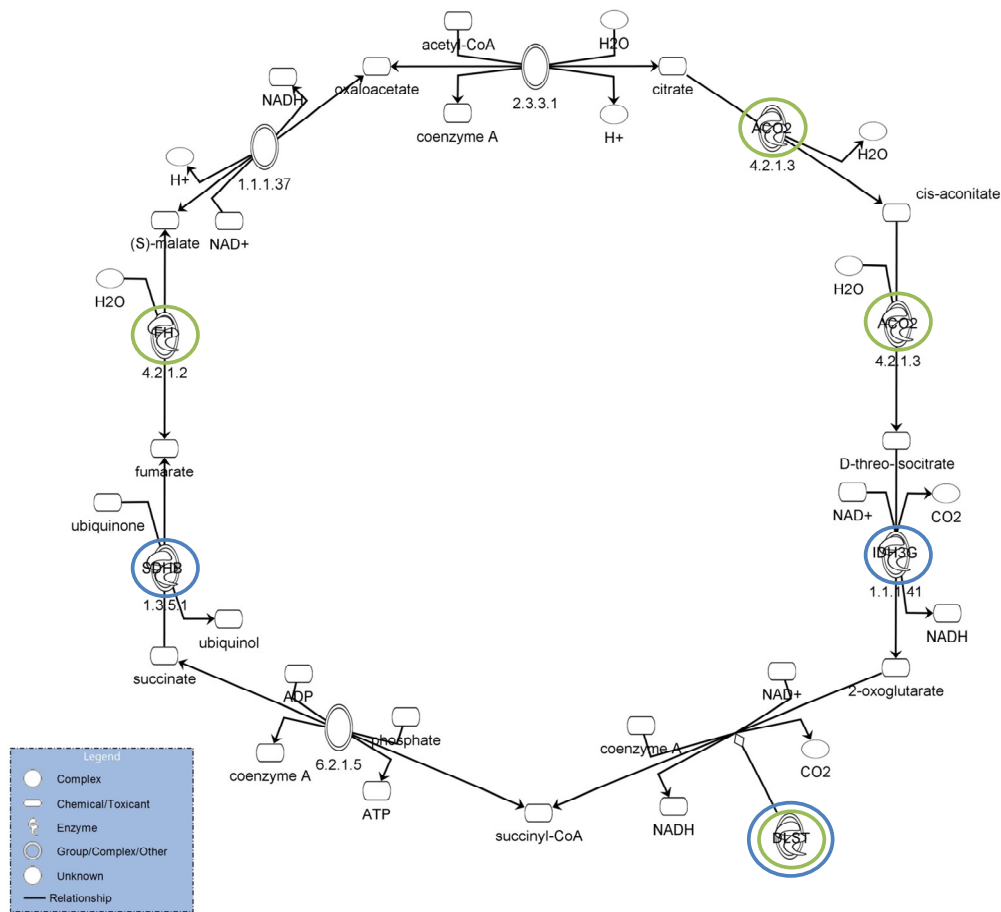 acetyl-CoA
H2O
NADH
oxaloacetate
2.3.3.1
citrate
coenzyme A
H+
ACO2
H2O
4.2.1.3
H+
1.1.1.37
cis-aconitate
(S)-malate
NAD+
H2O
H2O
FH
ACO2
4.2.1.2
4.2.1.3
fumarate
D-threo-isocitrate
ubiquinone
NAD+
CO2
SDHB
IDH3G
1.3.5.1
1.1.1.41
ubiquinol
NADH
succinate
ADP
NAD+
2-oxoglutarate
phosphate
coenzyme A
coenzyme A
6.2.1.5
CO2
ATP
succinyl-CoA
NADH
DLST
Legend
Complex
Chemical/Toxicant
Enzyme
Group/Complex/Other
Unknown
Relationship